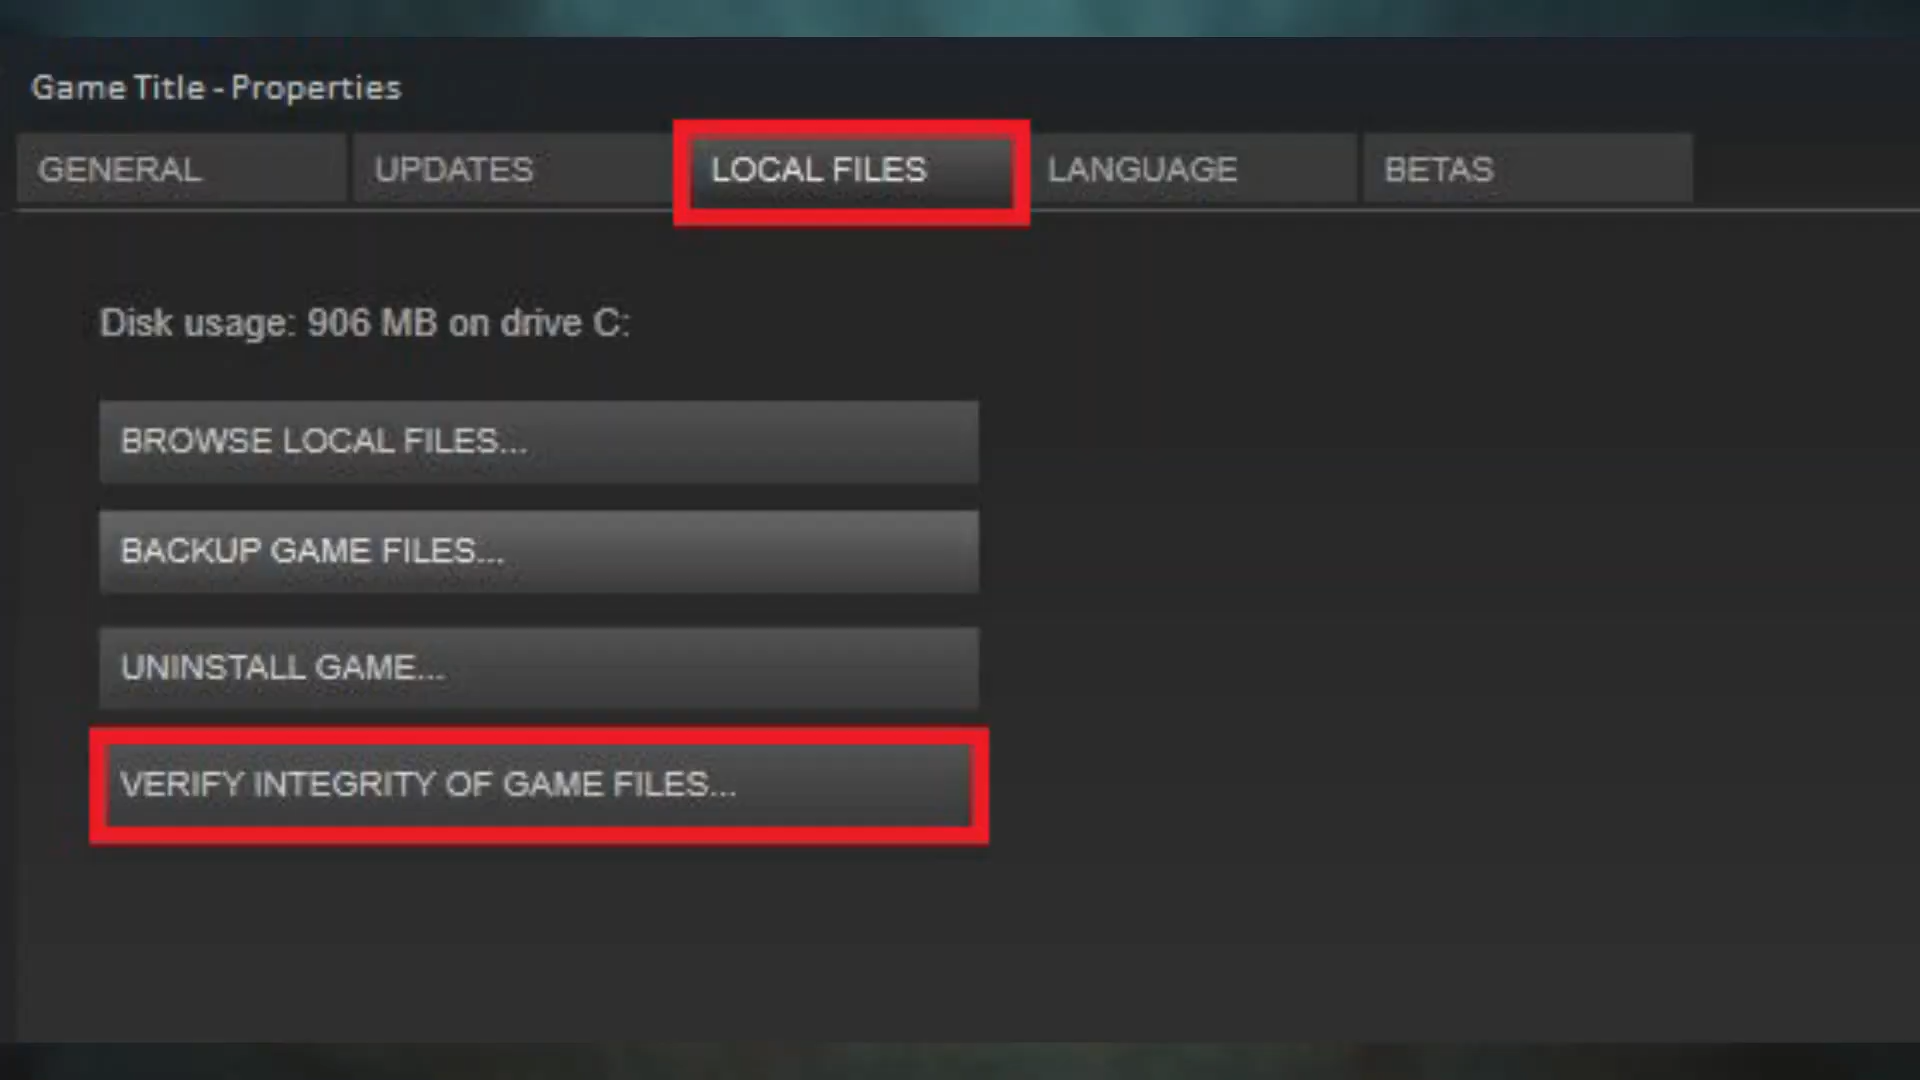 Game Title - Properties
GENERAL UPDATES LOCAL FILES LANGUAGE BETAS
Disk usage: 906 MB on drive C:
BROWSE LOCAL FILES...
BACKUP GAME FILES...
UNINSTALL GAME...
VERIFY INTEGRITY OF GAME FILES...